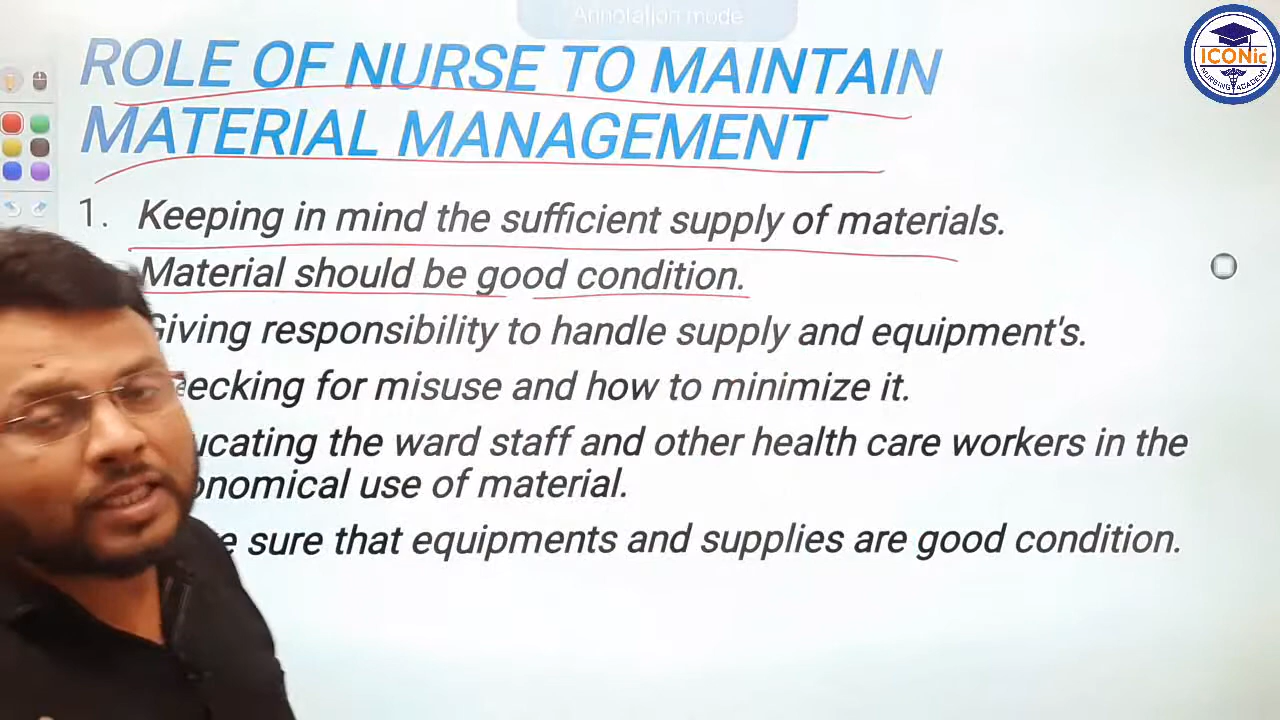 Annotation mode
ROLE OF NURSE TO MAINTAIN
MATERIAL MANAGEMENT
1. Keeping in mind the sufficient supply of materials.
Material should be good condition.
Giving responsibility to handle supply and equipment's.
for misuse and how to minimize it.
the ward staff and other health care workers in the
use of material.
sure that equipments and supplies are good condition.
ICONic
NURSING ACADEMY